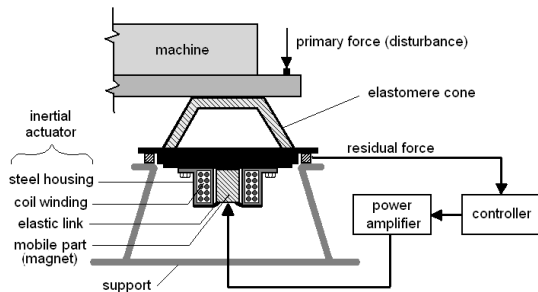 machine
primary force (disturbance)
elastomere cone
inertial
actuator
residual force
steel housing
coil winding
elastic link
mobile part
(magnet)
power
amplifier
controller
support